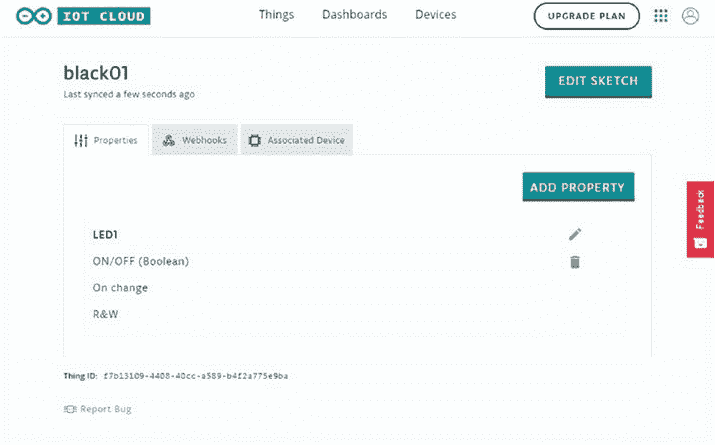 IOT CLOUD
Things Dashboards Devices UPGRADE PLAN
black01
EDIT SKETCH
Last synced a few seconds ago
Properties Webhooks Associated Device
ADD PROPERTY
Feedback
LED1
ON/OFF (Boolean)
On change
R&W
Thing ID: f7b13109-4408-40cc-a589-b4f2a775e9ba
Report Bug